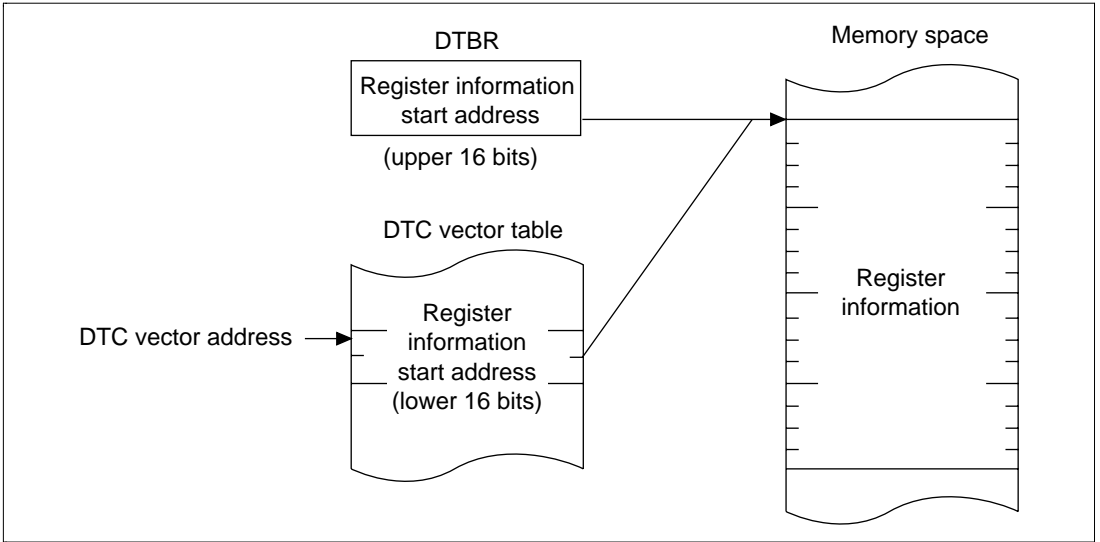 DTBR
Register information
start address
(upper 16 bits)
DTC vector table
DTC vector address
Register
information
start address
(lower 16 bits)
Memory space
Register
information